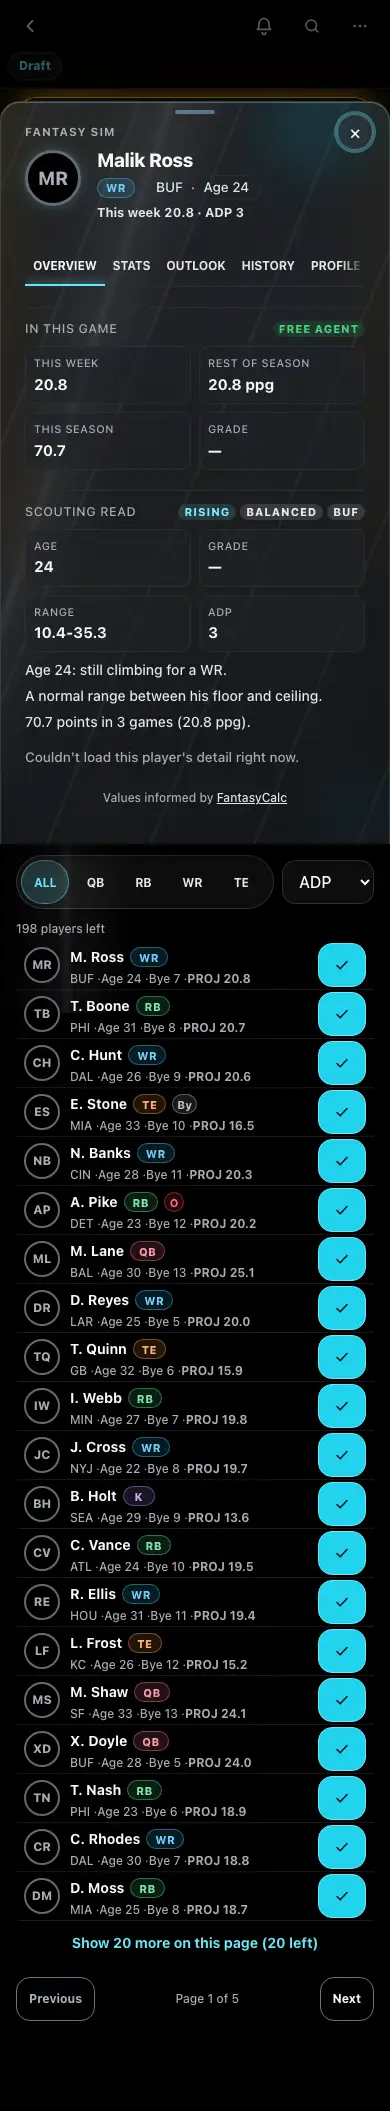 Draft
FANTASY SIM
MR
Malik Ross
WR BUF · Age 24
This week 20.8 · ADP 3
OVERVIEW STATS OUTLOOK HISTORY PROFILE
IN THIS GAME FREE AGENT
THIS WEEK REST OF SEASON
20.8 20.8 ppg
THIS SEASON GRADE
70.7 —
SCOUTING READ RISING BALANCED BUF
AGE GRADE
24 —
RANGE ADP
10.4-35.3 3
Age 24: still climbing for a WR.
A normal range between his floor and ceiling.
70.7 points in 3 games (20.8 ppg).
Couldn't load this player's detail right now.
Values informed by FantasyCalc
ALL QB RB WR TE ADP
198 players left
MR M. Ross WR
BUF ·Age 24 ·Bye 7 ·PROJ 20.8
TB T. Boone RB
PHI ·Age 31 ·Bye 8 ·PROJ 20.7
CH C. Hunt WR
DAL ·Age 26 ·Bye 9 ·PROJ 20.6
ES E. Stone TE By
MIA ·Age 33 ·Bye 10 ·PROJ 16.5
NB N. Banks WR
CIN ·Age 28 ·Bye 11 ·PROJ 20.3
AP A. Pike RB O
DET ·Age 23 ·Bye 12 ·PROJ 20.2
ML M. Lane QB
BAL ·Age 30 ·Bye 13 ·PROJ 25.1
DR D. Reyes WR
LAR ·Age 25 ·Bye 5 ·PROJ 20.0
TQ T. Quinn TE
GB ·Age 32 ·Bye 6 ·PROJ 15.9
IW I. Webb RB
MIN ·Age 27 ·Bye 7 ·PROJ 19.8
JC J. Cross WR
NYJ ·Age 22 ·Bye 8 ·PROJ 19.7
BH B. Holt K
SEA ·Age 29 ·Bye 9 ·PROJ 13.6
CV C. Vance RB
ATL ·Age 24 ·Bye 10 ·PROJ 19.5
RE R. Ellis WR
HOU ·Age 31 ·Bye 11 ·PROJ 19.4
LF L. Frost TE
KC ·Age 26 ·Bye 12 ·PROJ 15.2
MS M. Shaw QB
SF ·Age 33 ·Bye 13 ·PROJ 24.1
XD X. Doyle QB
BUF ·Age 28 ·Bye 5 ·PROJ 24.0
TN T. Nash RB
PHI ·Age 23 ·Bye 6 ·PROJ 18.9
CR C. Rhodes WR
DAL ·Age 30 ·Bye 7 ·PROJ 18.8
DM D. Moss RB
MIA ·Age 25 ·Bye 8 ·PROJ 18.7
Show 20 more on this page (20 left)
Previous Page 1 of 5 Next